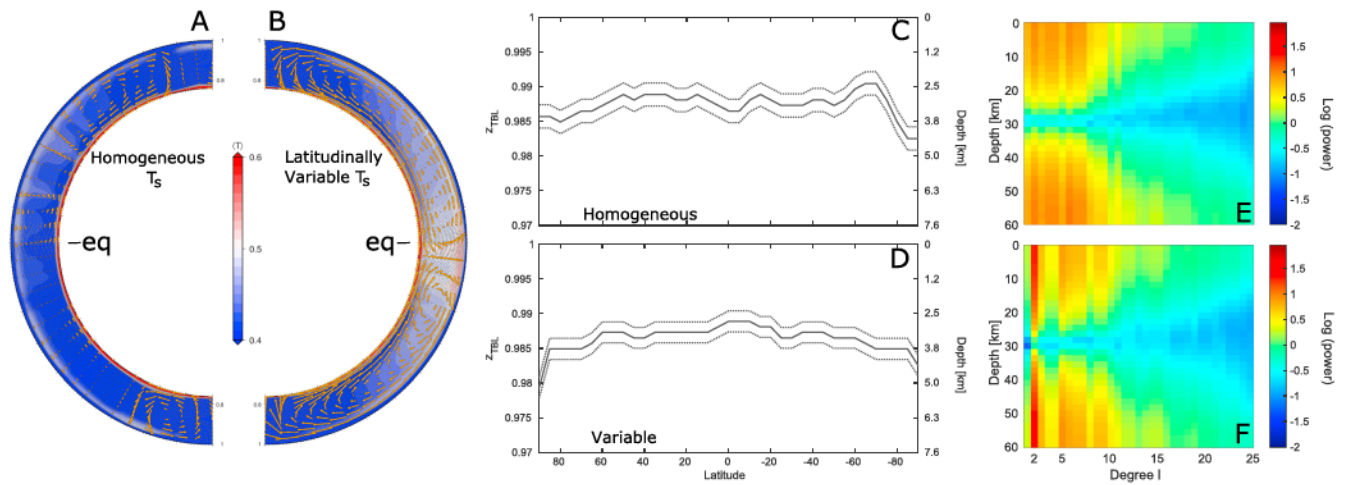 A
B
1
1
0.8
0.8
Homogeneous
Ts
⟨T⟩
0.6
0.5
0.4
Latitudinally
Variable Ts
eq
eq
0.8
0.8
1
1
C
1
0.995
0.99
0.985
0.98
0.975
0.97
zTBL
0
1.2
2.5
3.8
5.0
6.3
7.6
Depth [km]
Homogeneous
D
1
0.995
0.99
0.985
0.98
0.975
0.97
zTBL
0
1.2
2.5
3.8
5.0
6.3
7.6
Depth [km]
Variable
80 60 40 20 0 -20 -40 -60 -80
Latitude
0
10
20
30
40
50
60
Depth [km]
E
1.5
1
0.5
0
-0.5
-1
-1.5
-2
Log (power)
0
10
20
30
40
50
60
Depth [km]
F
2 5 10 15 20 25
Degree l
1.5
1
0.5
0
-0.5
-1
-1.5
-2
Log (power)